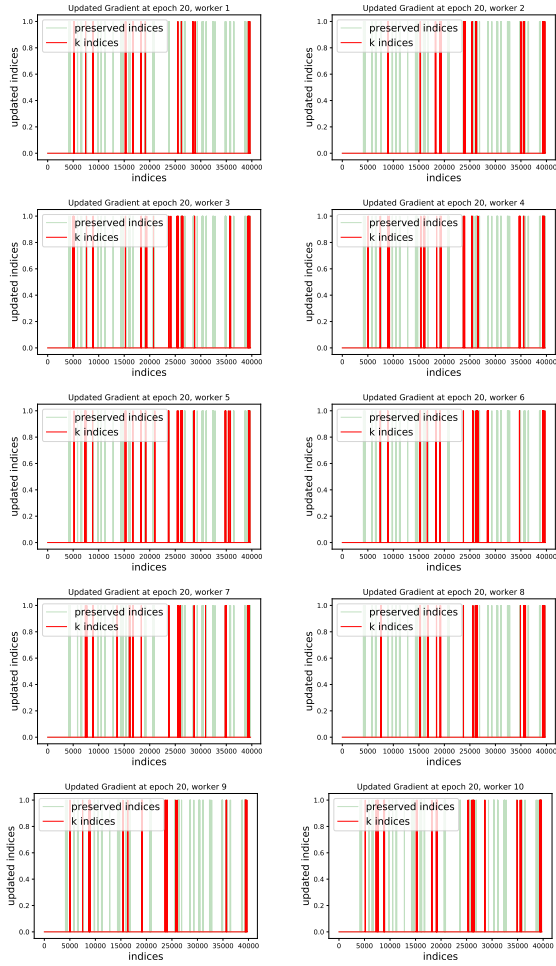 Updated Gradient at epoch 20, worker 1
updated indices
1.0
0.8
0.6
0.4
0.2
0.0
preserved indices
k indices
0 5000 10000 15000 20000 25000 30000 35000 40000
indices
Updated Gradient at epoch 20, worker 2
updated indices
1.0
0.8
0.6
0.4
0.2
0.0
preserved indices
k indices
0 5000 10000 15000 20000 25000 30000 35000 40000
indices
Updated Gradient at epoch 20, worker 3
updated indices
1.0
0.8
0.6
0.4
0.2
0.0
preserved indices
k indices
0 5000 10000 15000 20000 25000 30000 35000 40000
indices
Updated Gradient at epoch 20, worker 4
updated indices
1.0
0.8
0.6
0.4
0.2
0.0
preserved indices
k indices
0 5000 10000 15000 20000 25000 30000 35000 40000
indices
Updated Gradient at epoch 20, worker 5
updated indices
1.0
0.8
0.6
0.4
0.2
0.0
preserved indices
k indices
0 5000 10000 15000 20000 25000 30000 35000 40000
indices
Updated Gradient at epoch 20, worker 6
updated indices
1.0
0.8
0.6
0.4
0.2
0.0
preserved indices
k indices
0 5000 10000 15000 20000 25000 30000 35000 40000
indices
Updated Gradient at epoch 20, worker 7
updated indices
1.0
0.8
0.6
0.4
0.2
0.0
preserved indices
k indices
0 5000 10000 15000 20000 25000 30000 35000 40000
indices
Updated Gradient at epoch 20, worker 8
updated indices
1.0
0.8
0.6
0.4
0.2
0.0
preserved indices
k indices
0 5000 10000 15000 20000 25000 30000 35000 40000
indices
Updated Gradient at epoch 20, worker 9
updated indices
1.0
0.8
0.6
0.4
0.2
0.0
preserved indices
k indices
0 5000 10000 15000 20000 25000 30000 35000 40000
indices
Updated Gradient at epoch 20, worker 10
updated indices
1.0
0.8
0.6
0.4
0.2
0.0
preserved indices
k indices
0 5000 10000 15000 20000 25000 30000 35000 40000
indices